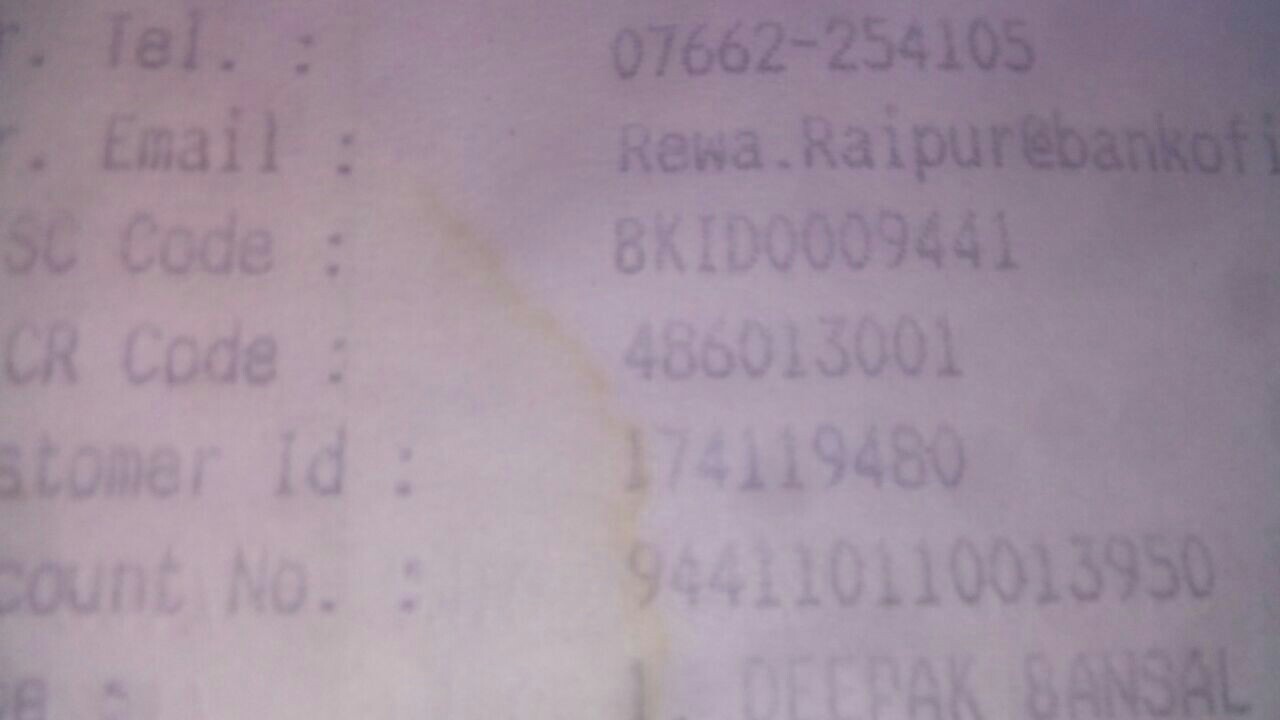 r. Tel. : 07662-254105
r. Email : Rewa.Raipur@bankofi
SC Code : BKID0009441
CR Code : 486013001
stomer Id : 174119480
count No. : 944110110013950
me : 1. DEEPAK BANSAL